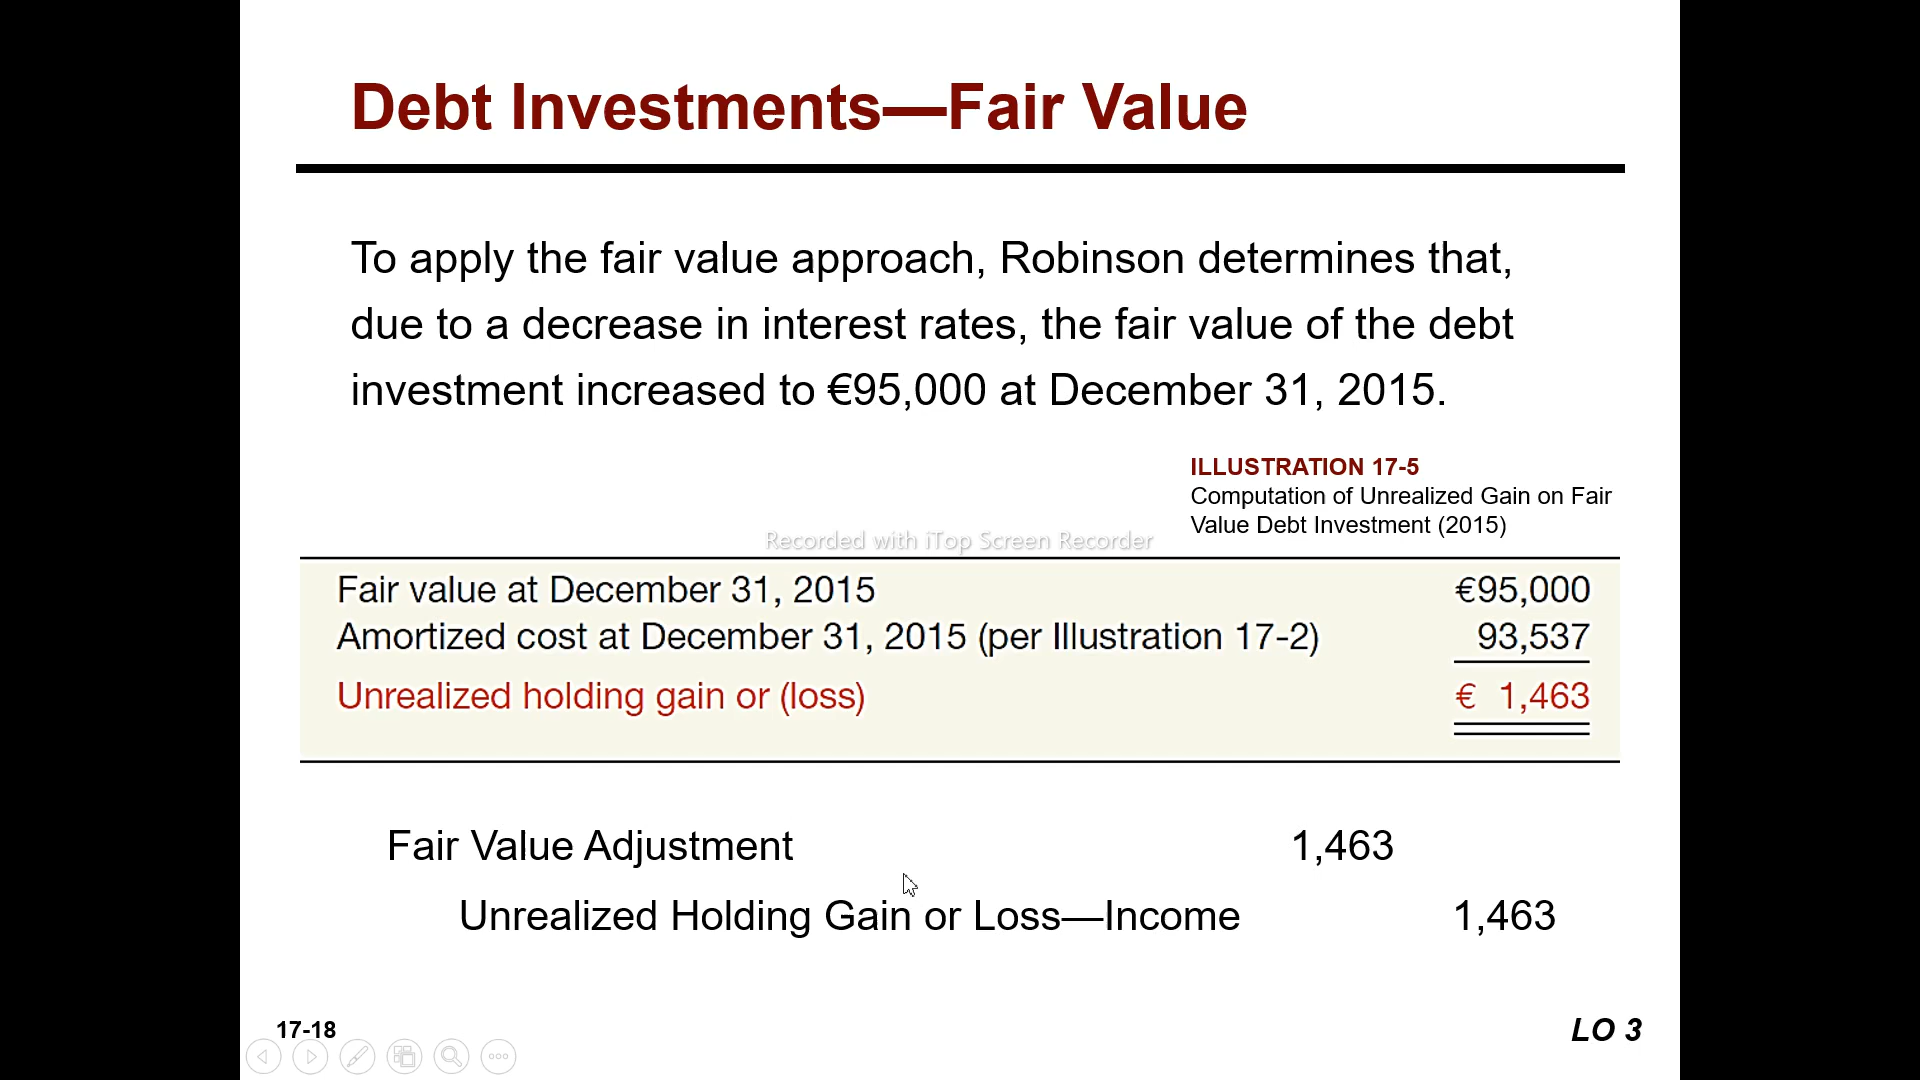 Debt Investments—Fair Value
To apply the fair value approach, Robinson determines that,
due to a decrease in interest rates, the fair value of the debt
investment increased to €95,000 at December 31, 2015.
ILLUSTRATION 17-5
Computation of Unrealized Gain on Fair
Value Debt Investment (2015)
Recorded with iTop Screen Recorder
Fair value at December 31, 2015 €95,000
Amortized cost at December 31, 2015 (per Illustration 17-2) 93,537
Unrealized holding gain or (loss) € 1,463
Fair Value Adjustment 1,463
Unrealized Holding Gain or Loss—Income 1,463
17-18
LO 3